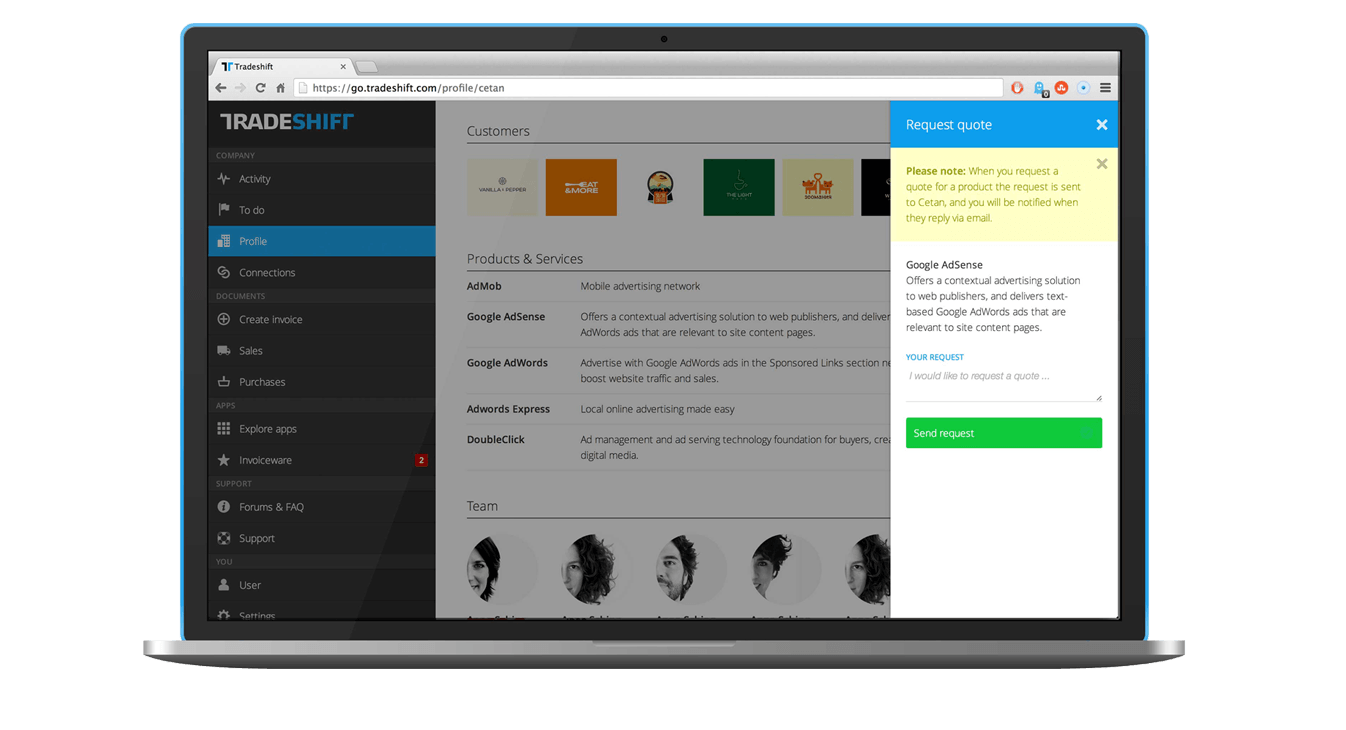 Tradeshift
https://go.tradeshift.com/profile/cetan
0
TRADESHIFT
COMPANY
Activity
To do
Profile
Connections
DOCUMENTS
Create invoice
Sales
Purchases
APPS
Explore apps
Invoiceware
2
SUPPORT
Forums & FAQ
Support
YOU
User
Settings
Customers
VANILLA & PEPPER
EAT
&MORE
THE LIGHT
Products & Services
AdMob
Mobile advertising network
Google AdSense
Offers a contextual advertising solution to web publishers, and deliver
AdWords ads that are relevant to site content pages.
Google AdWords
Advertise with Google AdWords ads in the Sponsored Links section ne
boost website traffic and sales.
Adwords Express
Local online advertising made easy
DoubleClick
Ad management and ad serving technology foundation for buyers, crea
digital media.
Team
Request quote
Please note: When you request a
quote for a product the request is sent
to Cetan, and you will be notified when
they reply via email.
Google AdSense
Offers a contextual advertising solution
to web publishers, and delivers text-
based Google AdWords ads that are
relevant to site content pages.
YOUR REQUEST
I would like to request a quote ...
Send request